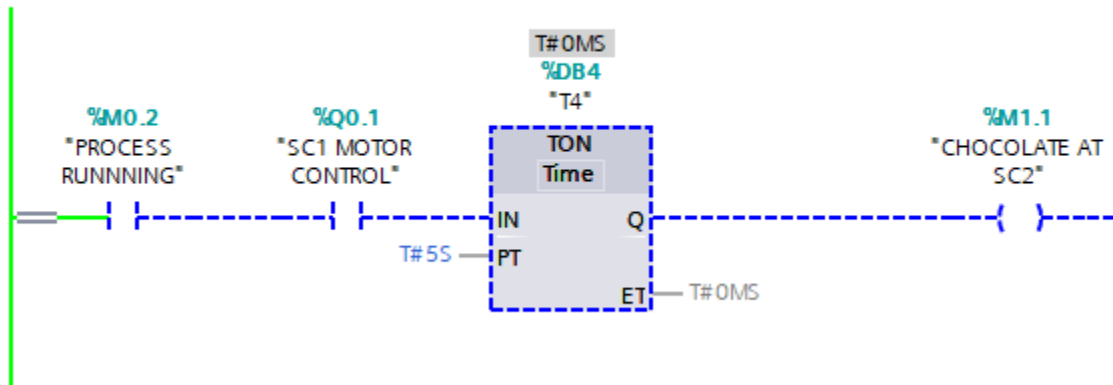 T#0MS
%DB4
"T4"
%M0.2
"PROCESS
RUNNNING"
%Q0.1
"SC1 MOTOR
CONTROL"
TON
Time
%M1.1
"CHOCOLATE AT
SC2"
IN
Q
T#5S
PT
ET
T#0MS